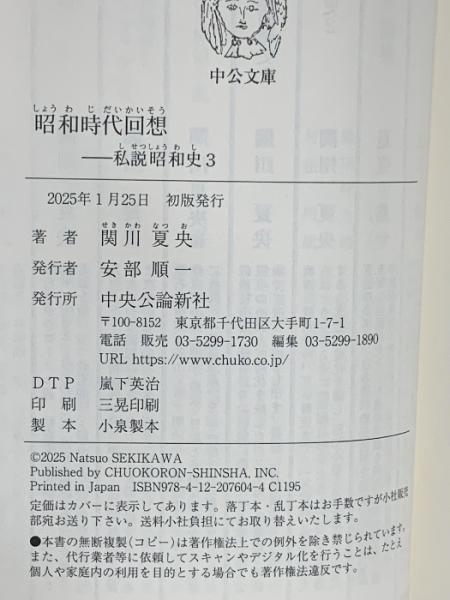 中公文庫
しょうわじだいかいそう
昭和時代回想
しせつしょうわし
——私説昭和史3
2025年1月25日 初版発行
せきかわ なつお
著者 関川夏央
発行者 安部順一
発行所 中央公論新社
〒100-8152 東京都千代田区大手町1-7-1
電話 販売 03-5299-1730 編集 03-5299-1890
URL https://www.chuko.co.jp/
DTP 嵐下英治
印刷 三晃印刷
製本 小泉製本
©2025 Natsuo SEKIKAWA
Published by CHUOKORON-SHINSHA, INC.
Printed in Japan ISBN978-4-12-207604-4 C1195
定価はカバーに表示してあります。落丁本・乱丁本はお手数ですが小社販売
部宛お送り下さい。送料小社負担にてお取り替えいたします。
●本書の無断複製(コピー)は著作権法上での例外を除き禁じられています。
また、代行業者等に依頼してスキャンやデジタル化を行うことは、たとえ
個人や家庭内の利用を目的とする場合でも著作権法違反です。